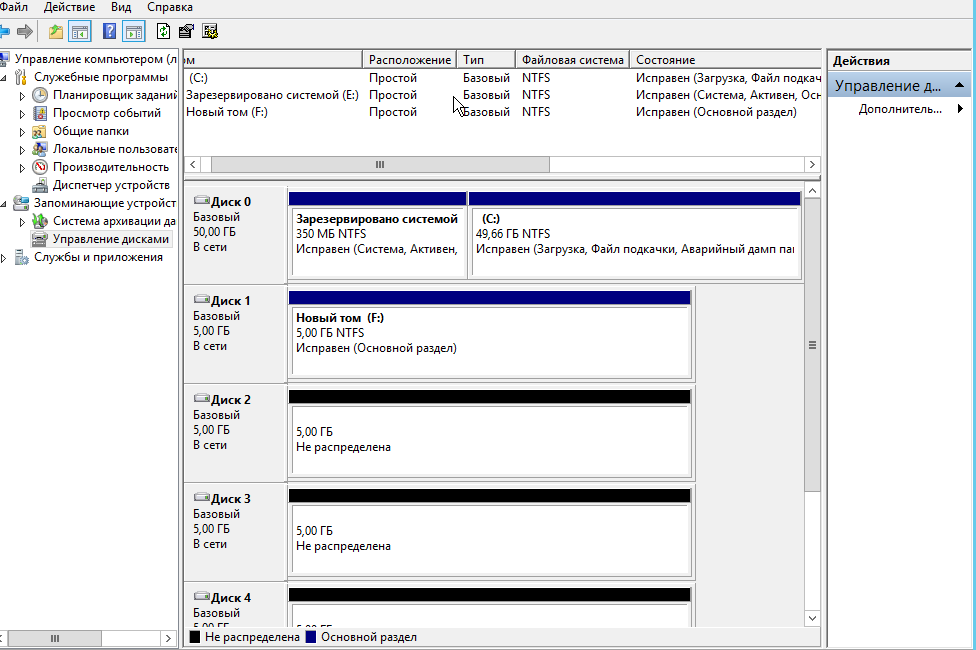 Файл Действие Вид Справка
Управление компьютером (л
Служебные программы
Планировщик заданий
Просмотр событий
Общие папки
Локальные пользовате
Производительность
Диспетчер устройств
Запоминающие устройст
Система архивации да
Управление дисками
Службы и приложения
ом Расположение Тип Файловая система Состояние
(C:) Простой Базовый NTFS Исправен (Загрузка, Файл подкач
Зарезервировано системой (E:) Простой Базовый NTFS Исправен (Система, Активен, Осн
Новый том (F:) Простой Базовый NTFS Исправен (Основной раздел)
Диск 0
Базовый
50,00 ГБ
В сети
Зарезервировано системой
350 МБ NTFS
Исправен (Система, Активен,
(C:)
49,66 ГБ NTFS
Исправен (Загрузка, Файл подкачки, Аварийный дамп па
Диск 1
Базовый
5,00 ГБ
В сети
Новый том (F:)
5,00 ГБ NTFS
Исправен (Основной раздел)
Диск 2
Базовый
5,00 ГБ
В сети
5,00 ГБ
Не распределена
Диск 3
Базовый
5,00 ГБ
В сети
5,00 ГБ
Не распределена
Диск 4
Базовый
5,00 ГБ
5,00 ГБ
Не распределена Основной раздел
Действия
Управление д...
Дополнитель...